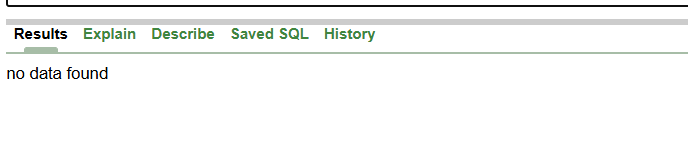 Results Explain Describe Saved SQL History
no data found